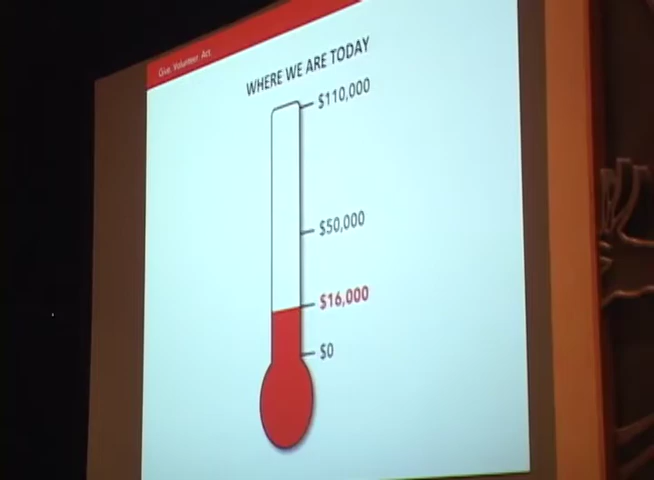 Give. Volunteer. Act.
WHERE WE ARE TODAY
$110,000
$50,000
$16,000
$0